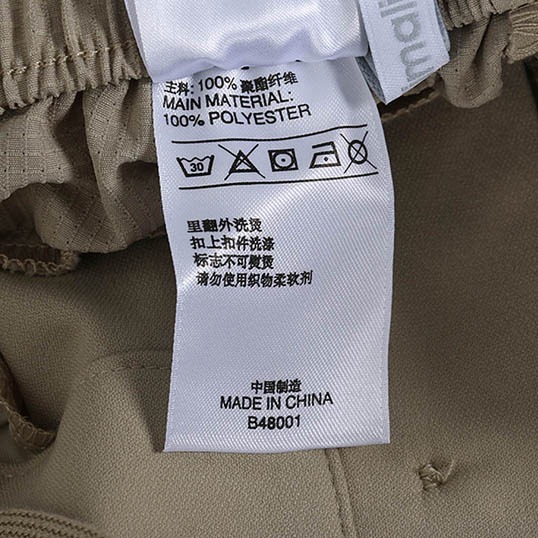 mali
主料: 100% 聚酯纤维
MAIN MATERIAL:
100% POLYESTER
30
里翻外洗烫
扣上扣件洗涤
标志不可熨烫
请勿使用织物柔软剂
中国制造
MADE IN CHINA
B48001